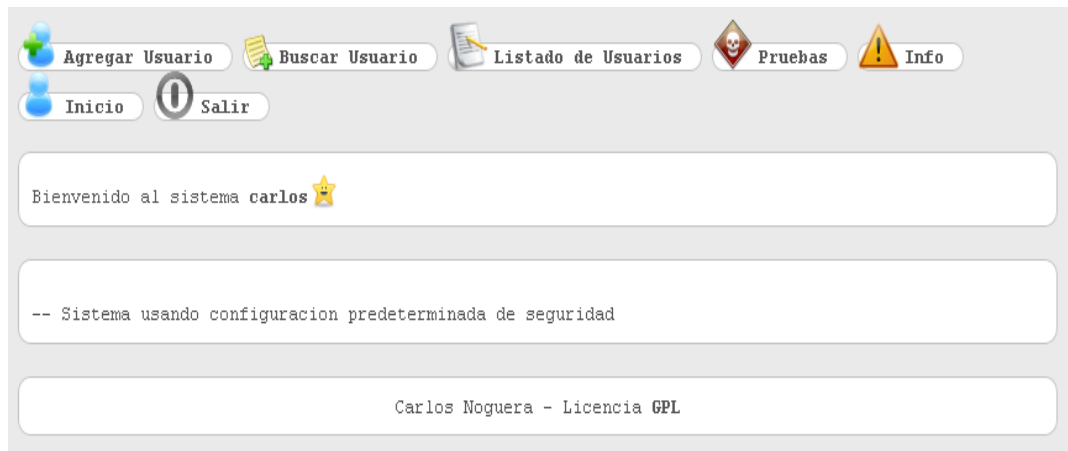 Agregar Usuario Buscar Usuario Listado de Usuarios Pruebas Info
Inicio Salir
Bienvenido al sistema carlos
-- Sistema usando configuracion predeterminada de seguridad
Carlos Noguera - Licencia GPL